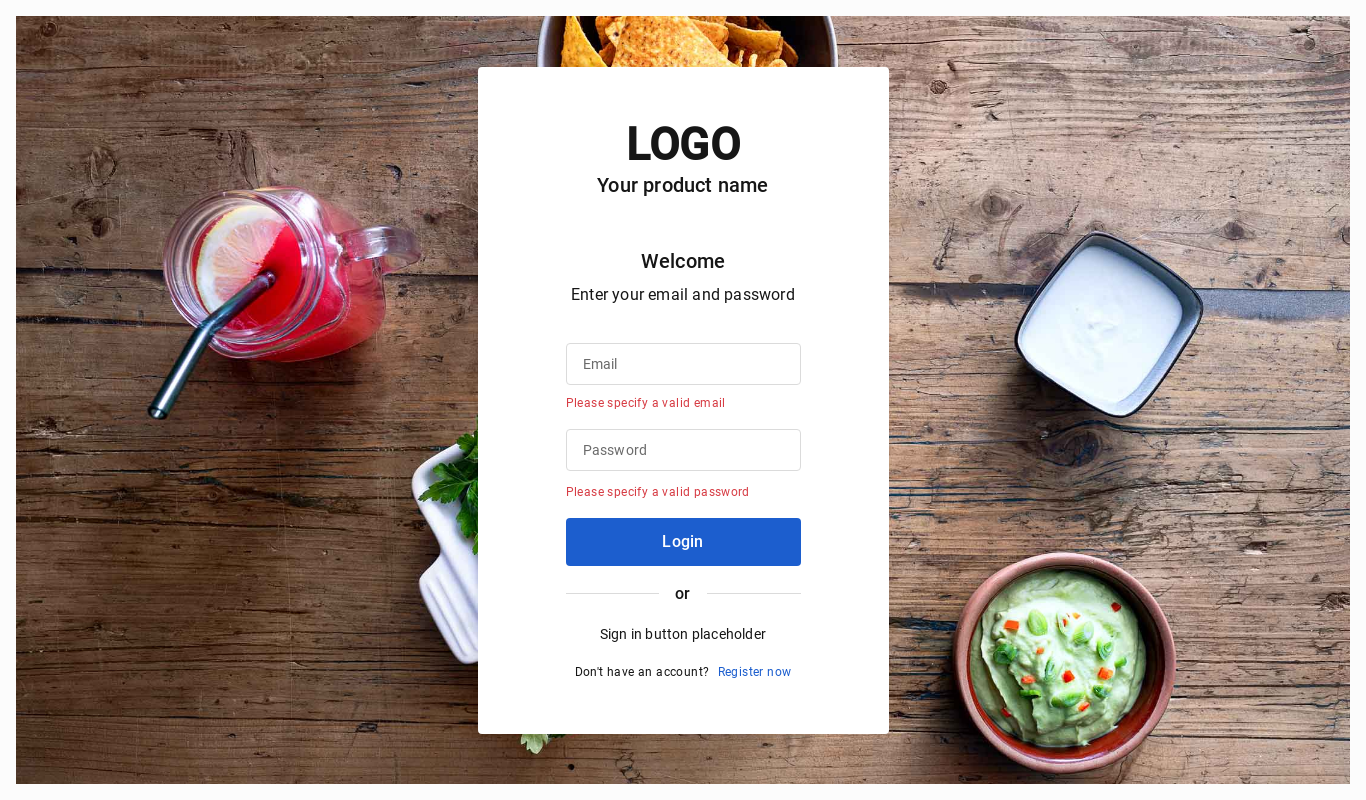 LOGO
Your product name
Welcome
Enter your email and password
Email
Please specify a valid email
Password
Please specify a valid password
Login
or
Sign in button placeholder
Don't have an account? Register now